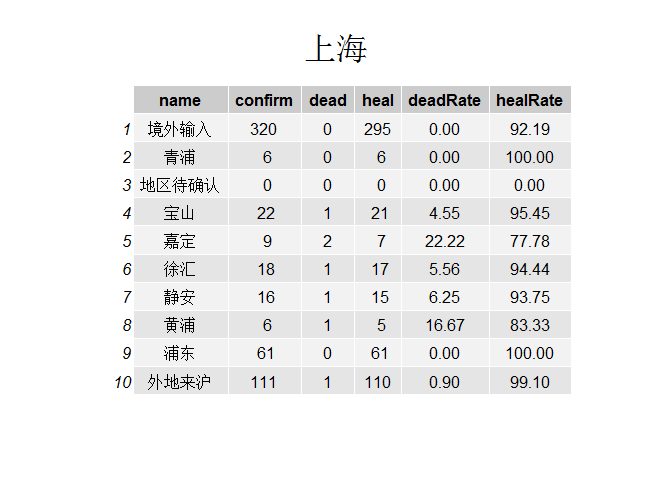 上海
name confirm dead heal deadRate healRate
1 境外输入 320 0 295 0.00 92.19
2 青浦 6 0 6 0.00 100.00
3 地区待确认 0 0 0 0.00 0.00
4 宝山 22 1 21 4.55 95.45
5 嘉定 9 2 7 22.22 77.78
6 徐汇 18 1 17 5.56 94.44
7 静安 16 1 15 6.25 93.75
8 黄浦 6 1 5 16.67 83.33
9 浦东 61 0 61 0.00 100.00
10 外地来沪 111 1 110 0.90 99.10